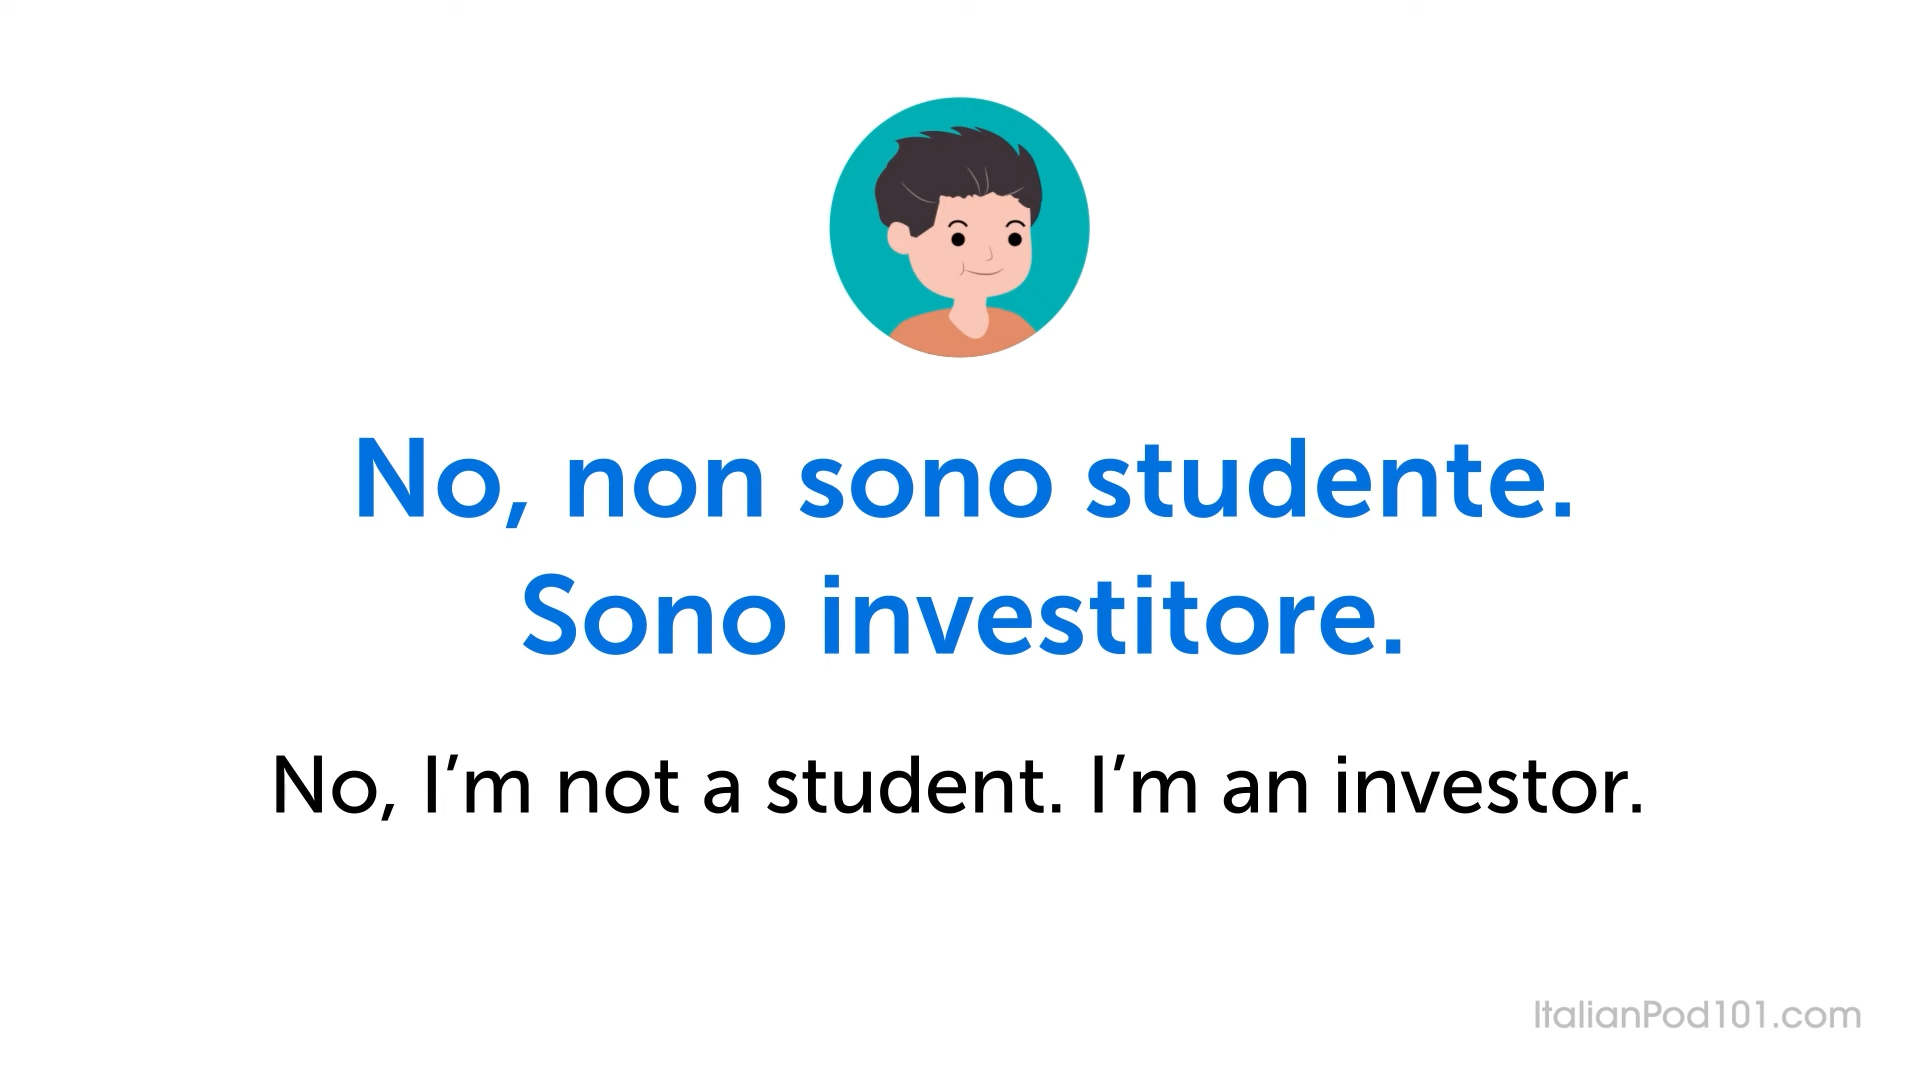 No, non sono studente.
Sono investitore.
No, I’m not a student. I’m an investor.
ItalianPod101.com